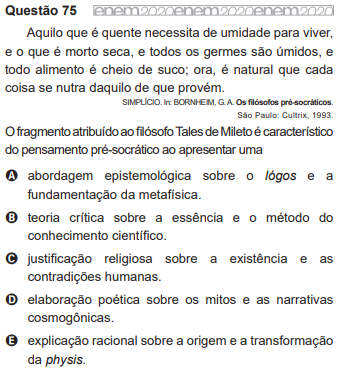 Questão 75 enem2020enem2020enem2020
Aquilo que é quente necessita de umidade para viver,
e o que é morto seca, e todos os germes são úmidos, e
todo alimento é cheio de suco; ora, é natural que cada
coisa se nutra daquilo de que provém.
SIMPLÍCIO. In: BORNHEIM, G. A. Os filósofos pré-socráticos.
São Paulo: Cultrix, 1993.
O fragmento atribuído ao filósofo Tales de Mileto é característico
do pensamento pré-socrático ao apresentar uma
A abordagem epistemológica sobre o lógos e a
fundamentação da metafísica.
B teoria crítica sobre a essência e o método do
conhecimento científico.
C justificação religiosa sobre a existência e as
contradições humanas.
D elaboração poética sobre os mitos e as narrativas
cosmogônicas.
E explicação racional sobre a origem e a transformação
da physis.